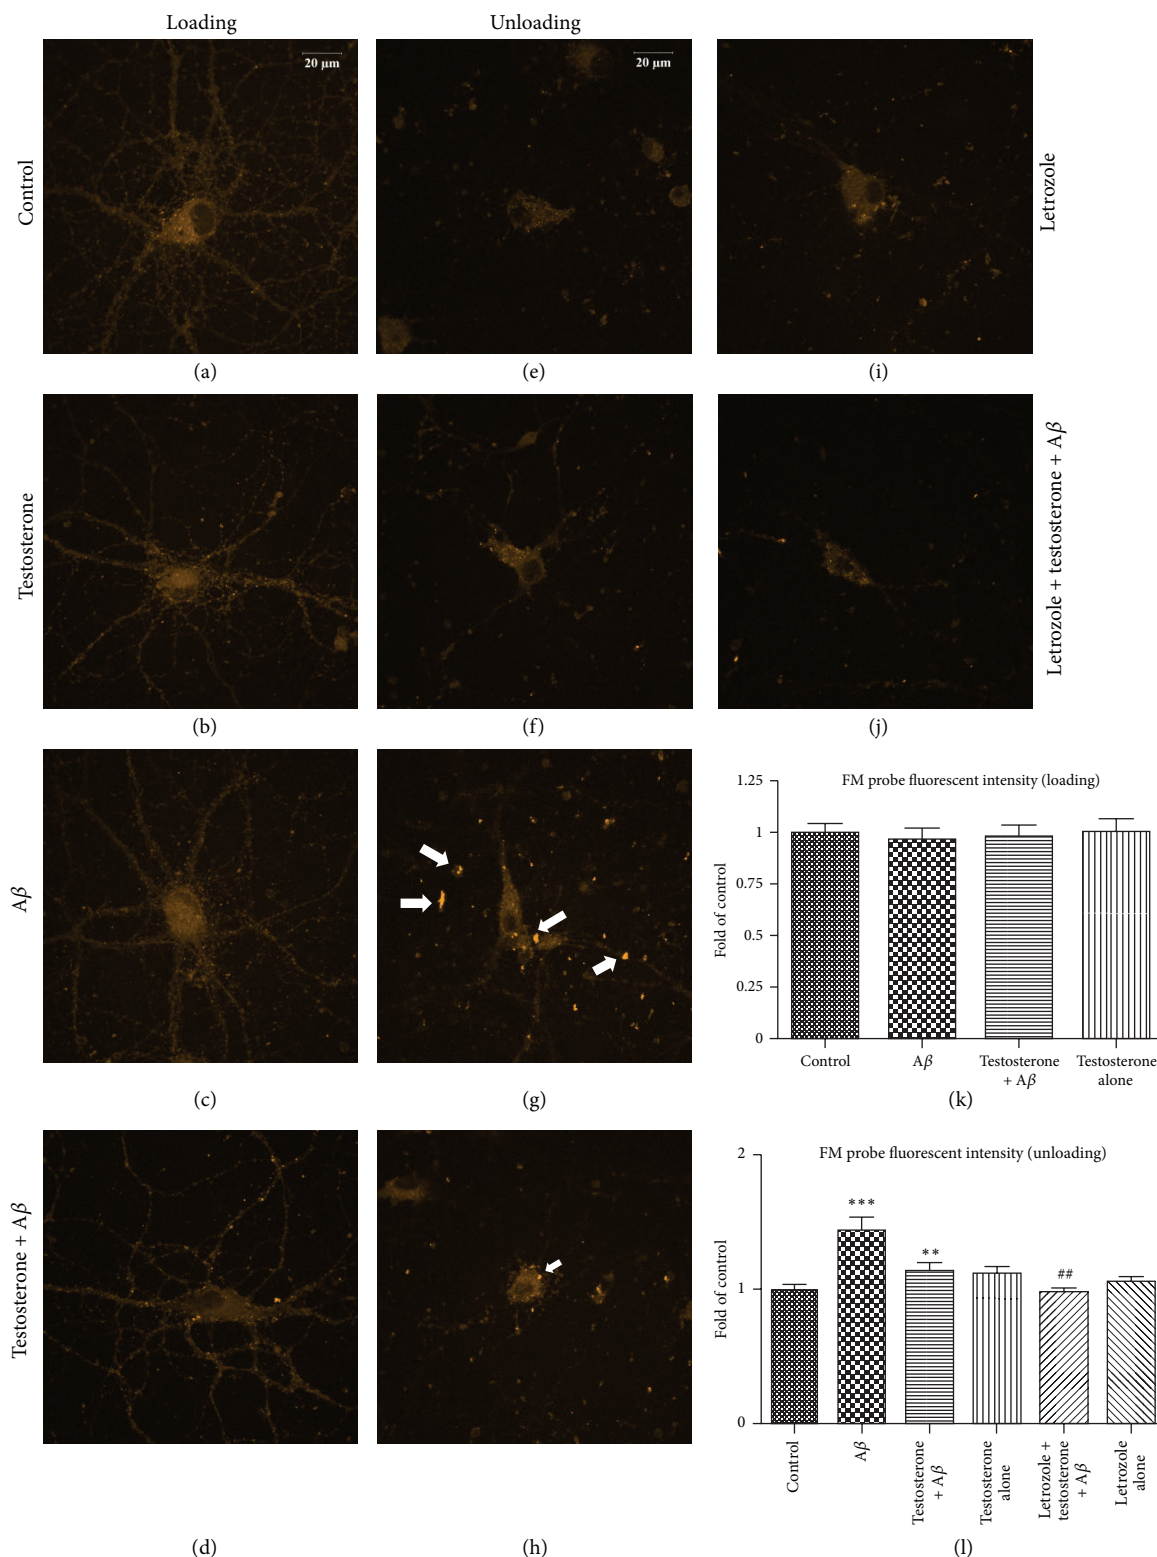 Loading
Unloading
20 μm
20 μm
Control
Letrozole
(a)
(e)
(i)
Testosterone
Letrozole + testosterone + Aβ
(b)
(f)
(j)
Aβ
(c)
(g)
FM probe fluorescent intensity (loading)
1.25
1
0.75
0.5
0.25
0
Fold of control
Control
Aβ
Testosterone
+ Aβ
Testosterone
alone
(k)
Testosterone + Aβ
(d)
(h)
FM probe fluorescent intensity (unloading)
2
1
0
Fold of control
***
**
##
Control
Aβ
Testosterone
+ Aβ
Testosterone
alone
Letrozole +
testosterone
+ Aβ
Letrozole
alone
(l)